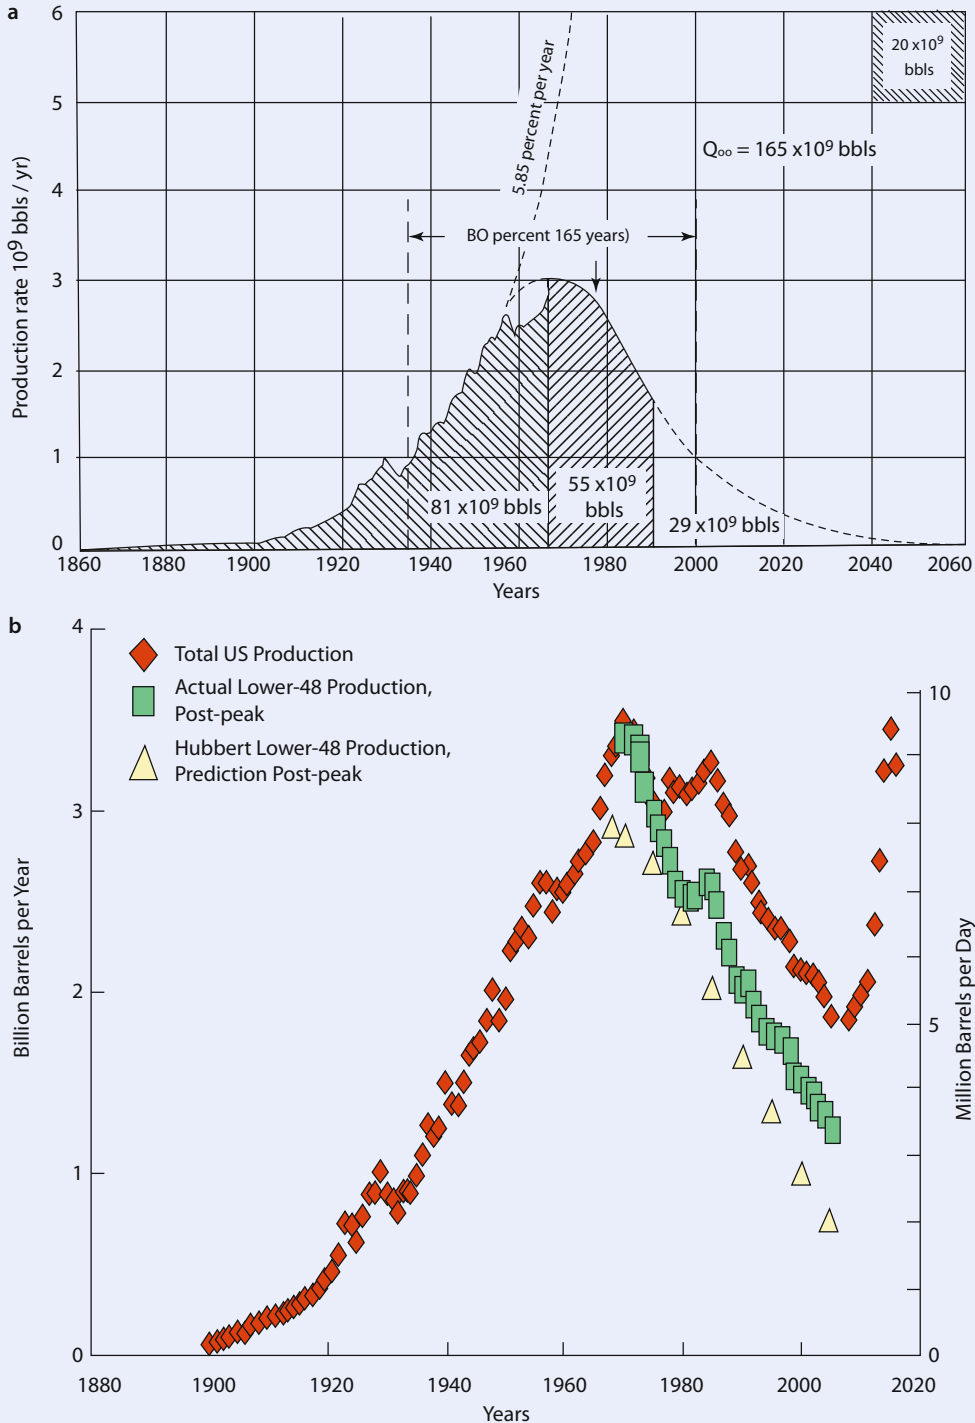 a
6
5
4
3
2
1
0
Production rate 10⁹ bbls / yr)
20 x10⁹
bbls
5.85 percent per year
Q∞ = 165 x10⁹ bbls
BO percent 165 years)
81 x10⁹ bbls
55 x10⁹
bbls
29 x10⁹ bbls
1860 1880 1900 1920 1940 1960 1980 2000 2020 2040 2060
Years
b
4
3
2
1
0
Billion Barrels per Year
Total US Production
Actual Lower-48 Production,
Post-peak
Hubbert Lower-48 Production,
Prediction Post-peak
10
5
0
Million Barrels per Day
1880 1900 1920 1940 1960 1980 2000 2020
Years